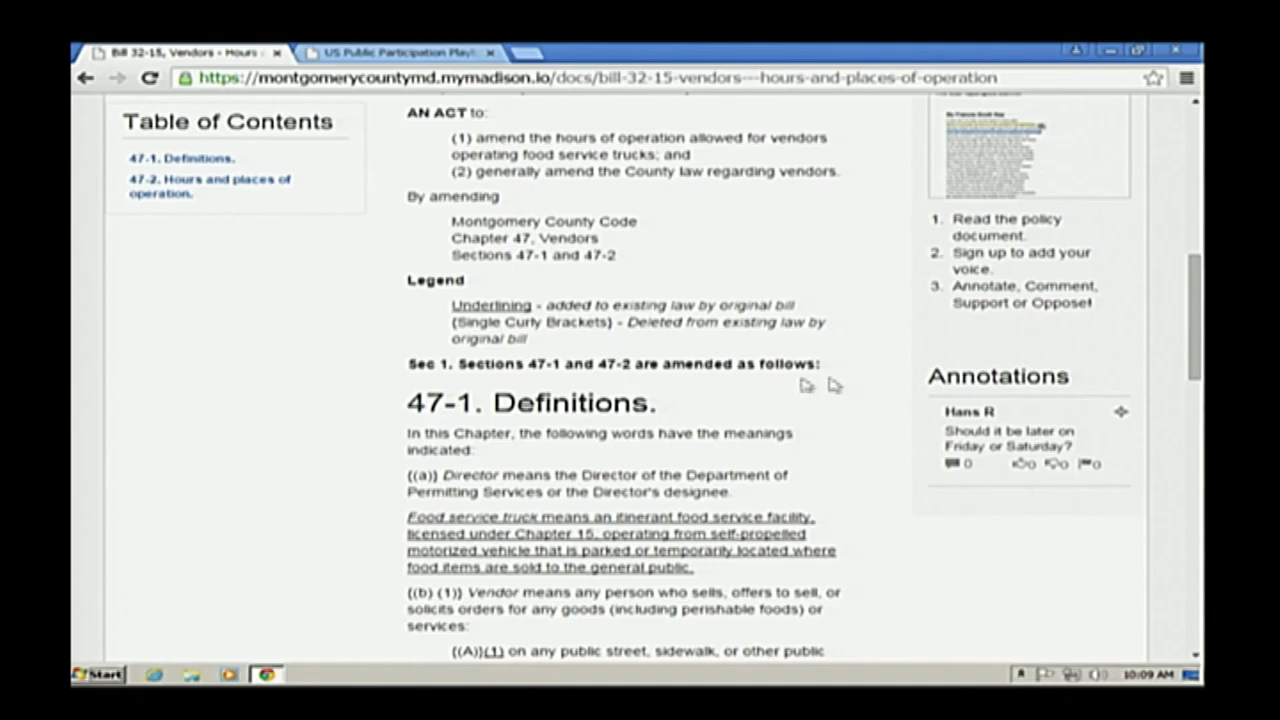 Bill 32-15, Vendors - Hours
US Public Participation Playb
https://montgomerycountymd.mymadison.io/docs/bill-32-15-vendors---hours-and-places-of-operation
Table of Contents
47-1. Definitions.
47-2. Hours and places of
operation.
AN ACT to:
(1) amend the hours of operation allowed for vendors
operating food service trucks; and
(2) generally amend the County law regarding vendors.
By amending
Montgomery County Code
Chapter 47, Vendors
Sections 47-1 and 47-2
Legend
Underlining - added to existing law by original bill
{Single Curly Brackets} - Deleted from existing law by
original bill
Sec 1. Sections 47-1 and 47-2 are amended as follows:
47-1. Definitions.
In this Chapter, the following words have the meanings
indicated:
{(a)} Director means the Director of the Department of
Permitting Services or the Director's designee.
Food service truck means an itinerant food service facility,
licensed under Chapter 15, operating from self-propelled
motorized vehicle that is parked or temporarily located where
food items are sold to the general public.
{(b) (1)} Vendor means any person who sells, offers to sell, or
solicits orders for any goods (including perishable foods) or
services:
{(A)}(1) on any public street, sidewalk, or other public
1. Read the policy
document.
2. Sign up to add your
voice.
3. Annotate, Comment,
Support or Oppose!
Annotations
Hans R
Should it be later on
Friday or Saturday?
0 0 0 0
Start
10:09 AM